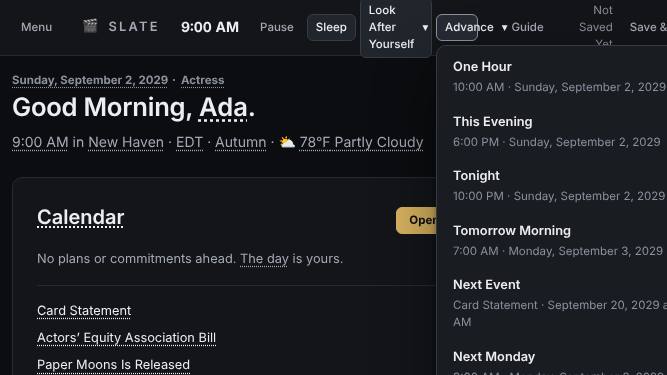 Menu
🎬 SLATE
9:00 AM
Pause
Sleep
Look After Yourself ▾
Advance ▾
Guide
Not Saved Yet
Save &
Sunday, September 2, 2029 · Actress
Good Morning, Ada.
9:00 AM in New Haven · EDT · Autumn · ⛅ 78°F Partly Cloudy
Calendar
Open
No plans or commitments ahead. The day is yours.
Card Statement
Actors’ Equity Association Bill
Paper Moons Is Released
One Hour
10:00 AM · Sunday, September 2, 2029
This Evening
6:00 PM · Sunday, September 2, 2029
Tonight
10:00 PM · Sunday, September 2, 2029
Tomorrow Morning
7:00 AM · Monday, September 3, 2029
Next Event
Card Statement · September 20, 2029 a
AM
Next Monday